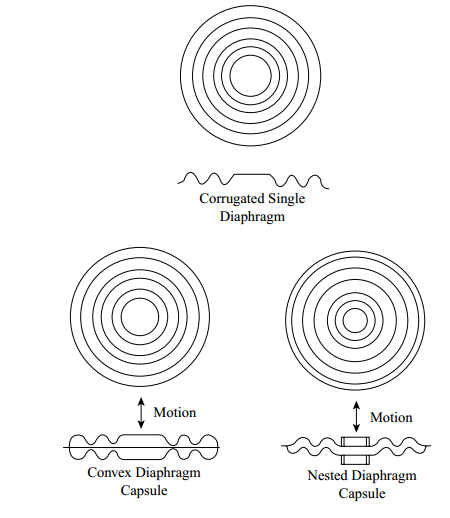 Corrugated Single
Diaphragm
Motion
Convex Diaphragm
Capsule
Motion
Nested Diaphragm
Capsule